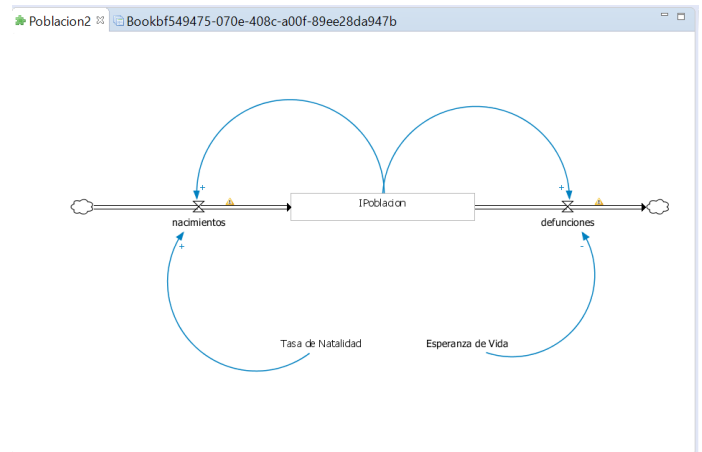 Poblacion2 Bookbf549475-070e-408c-a00f-89ee28da947b
+ +
IPoblacion
nacimientos defunciones
+ -
Tasa de Natalidad Esperanza de Vida